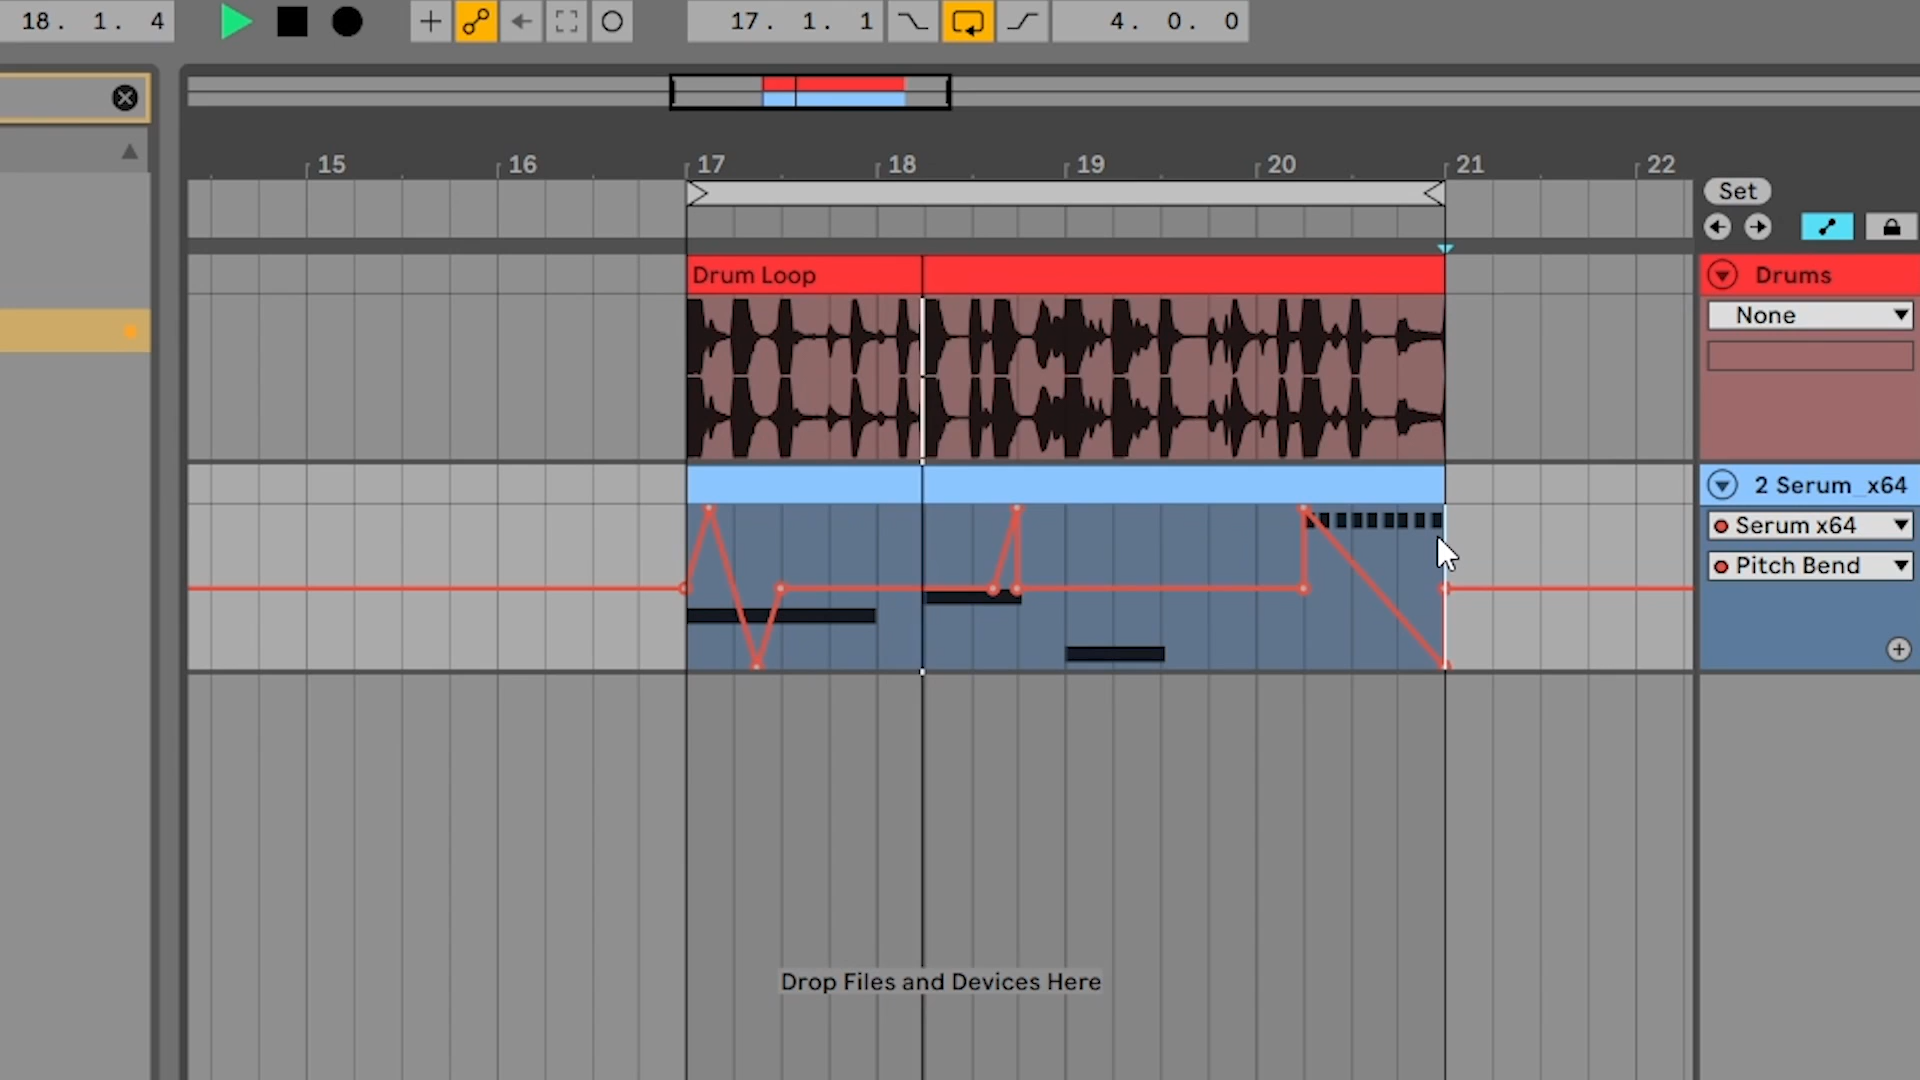 18. 1. 4
17. 1. 1
4. 0. 0
15 16 17 18 19 20 21 22
Set
Drum Loop
Drums
None
2 Serum_x64
Serum x64
Pitch Bend
Drop Files and Devices Here